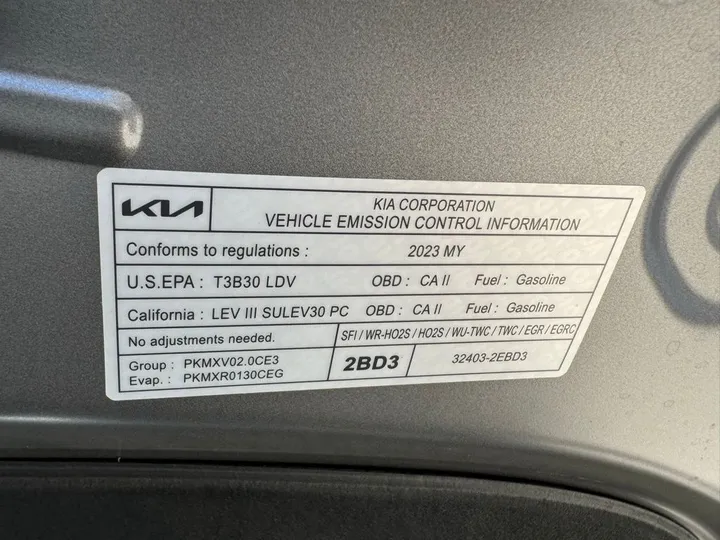 KIA
KIA CORPORATION
VEHICLE EMISSION CONTROL INFORMATION
Conforms to regulations : 2023 MY
U.S.EPA : T3B30 LDV OBD : CA II Fuel : Gasoline
California : LEV III SULEV30 PC OBD : CA II Fuel : Gasoline
No adjustments needed. SFI / WR-HO2S / HO2S / WU-TWC / TWC / EGR / EGRC
Group : PKMXV02.0CE3
Evap. : PKMXR0130CEG
2BD3
32403-2EBD3